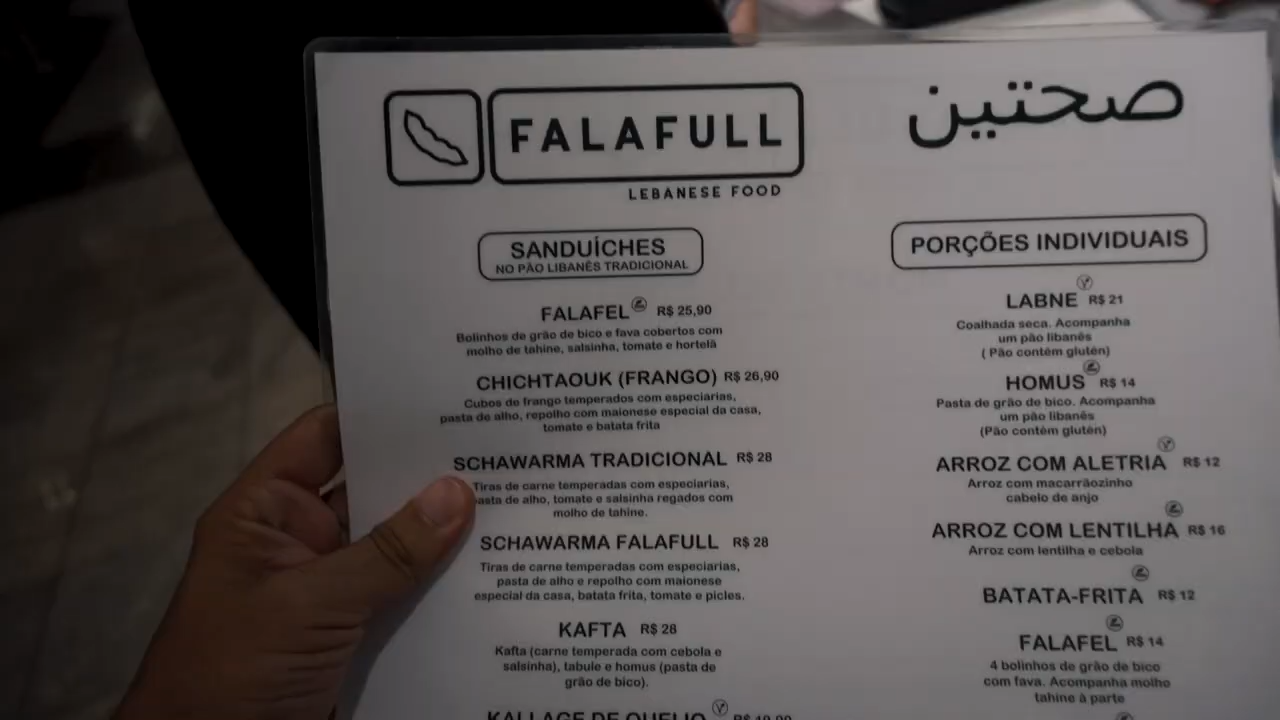 FALAFULL
LEBANESE FOOD
صحتين
SANDUÍCHES
NO PÃO LIBANÊS TRADICIONAL
FALAFEL R$ 25,90
Bolinhos de grão de bico e fava cobertos com
molho de tahine, salsinha, tomate e hortelã
CHICHTAOUK (FRANGO) R$ 26,90
Cubos de frango temperados com especiarias,
pasta de alho, repolho com maionese especial da casa,
tomate e batata frita
SCHAWARMA TRADICIONAL R$ 28
Tiras de carne temperadas com especiarias,
pasta de alho, tomate e salsinha regados com
molho de tahine.
SCHAWARMA FALAFULL R$ 28
Tiras de carne temperadas com especiarias,
pasta de alho e repolho com maionese
especial da casa, batata frita, tomate e picles.
KAFTA R$ 28
Kafta (carne temperada com cebola e
salsinha), tabule e homus (pasta de
grão de bico).
KALLAGE DE QUEIJO R$ 19,90
PORÇÕES INDIVIDUAIS
LABNE R$ 21
Coalhada seca. Acompanha
um pão libanês
( Pão contém glutén)
HOMUS R$ 14
Pasta de grão de bico. Acompanha
um pão libanês
(Pão contém glutén)
ARROZ COM ALETRIA R$ 12
Arroz com macarrãozinho
cabelo de anjo
ARROZ COM LENTILHA R$ 16
Arroz com lentilha e cebola
BATATA-FRITA R$ 12
FALAFEL R$ 14
4 bolinhos de grão de bico
com fava. Acompanha molho
tahine à parte